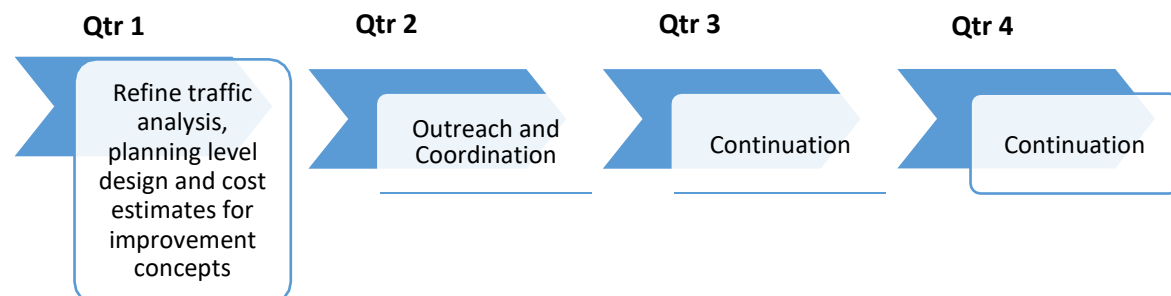 Qtr 1
Qtr 2
Qtr 3
Qtr 4
Refine traffic
analysis,
planning level
design and cost
estimates for
improvement
concepts
Outreach and
Coordination
Continuation
Continuation